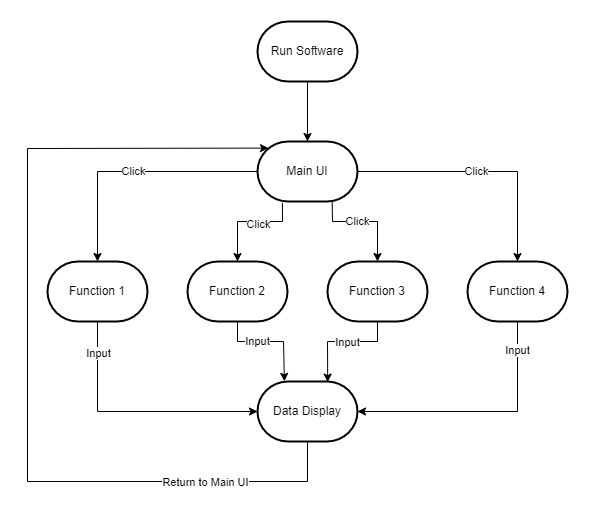 Run Software
Main UI
Click
Click
Click
Click
Function 1
Function 2
Function 3
Function 4
Input
Input
Input
Input
Data Display
Return to Main UI